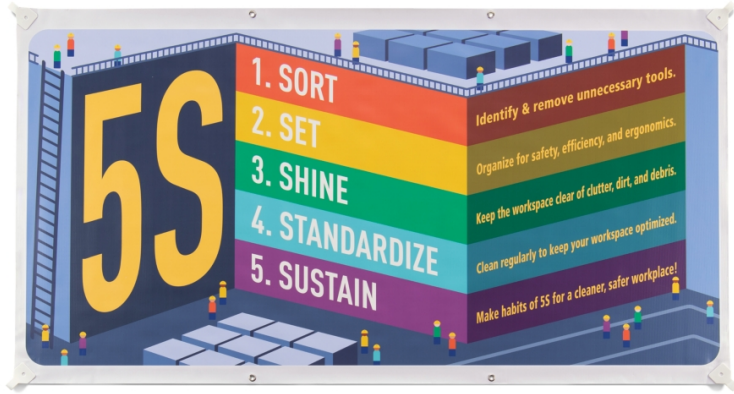 5S
1. SORT
2. SET
3. SHINE
4. STANDARDIZE
5. SUSTAIN
Identify & remove unnecessary tools.
Organize for safety, efficiency, and ergonomics.
Keep the workspace clear of clutter, dirt, and debris.
Clean regularly to keep your workspace optimized.
Make habits of 5S for a cleaner, safer workplace!